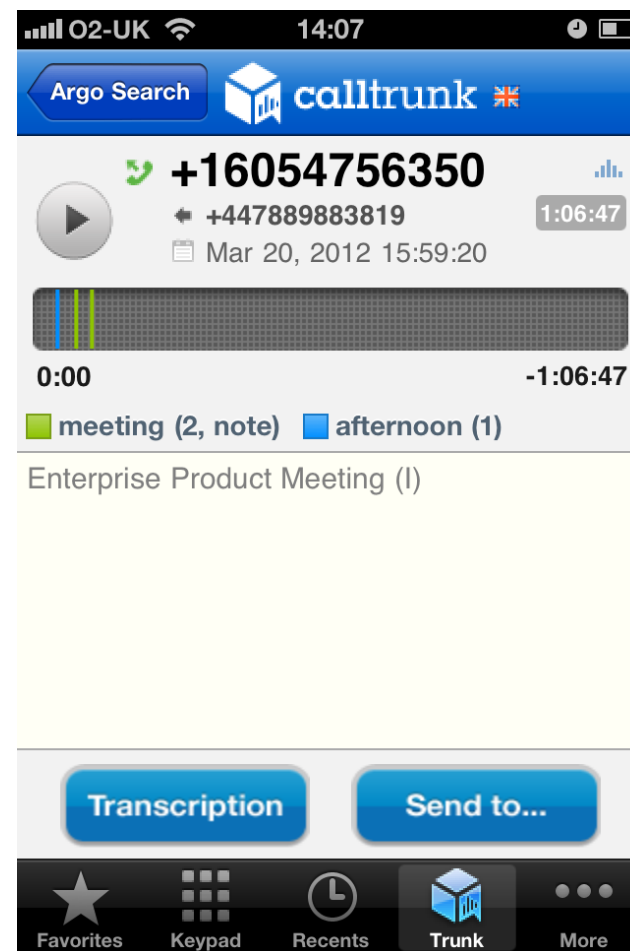 O2-UK 14:07
Argo Search calltrunk
+16054756350
+447889883819 1:06:47
Mar 20, 2012 15:59:20
0:00 -1:06:47
meeting (2, note) afternoon (1)
Enterprise Product Meeting (I)
Transcription Send to...
Favorites Keypad Recents Trunk More